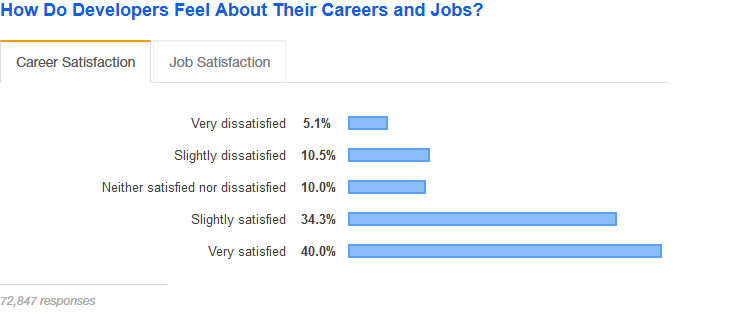 How Do Developers Feel About Their Careers and Jobs?
Career Satisfaction Job Satisfaction
Very dissatisfied 5.1%
Slightly dissatisfied 10.5%
Neither satisfied nor dissatisfied 10.0%
Slightly satisfied 34.3%
Very satisfied 40.0%
72,847 responses